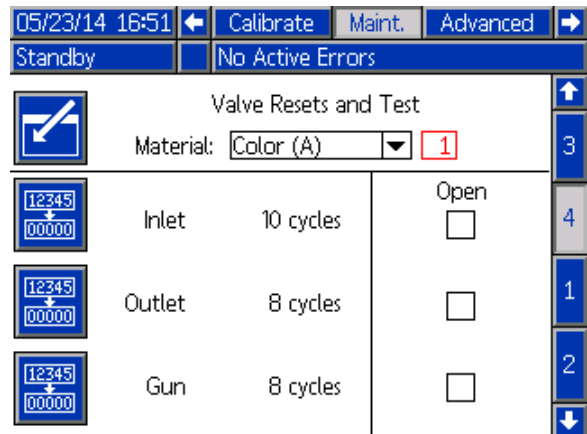 05/23/14 16:51 Calibrate Maint. Advanced
Standby No Active Errors
Valve Resets and Test
Material: Color (A) 1
3
Open
12345
00000
Inlet 10 cycles
4
12345
00000
Outlet 8 cycles
1
12345
00000
Gun 8 cycles
2